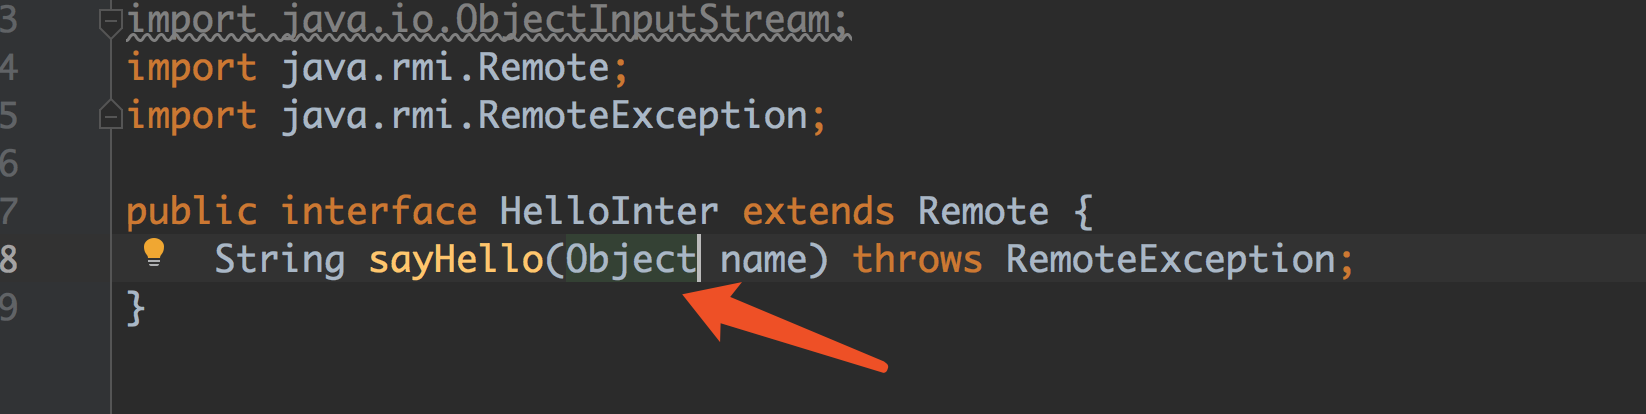 3 import java.io.ObjectInputStream;
4 import java.rmi.Remote;
5 import java.rmi.RemoteException;
6
7 public interface HelloInter extends Remote {
8 String sayHello(Object name) throws RemoteException;
9 }